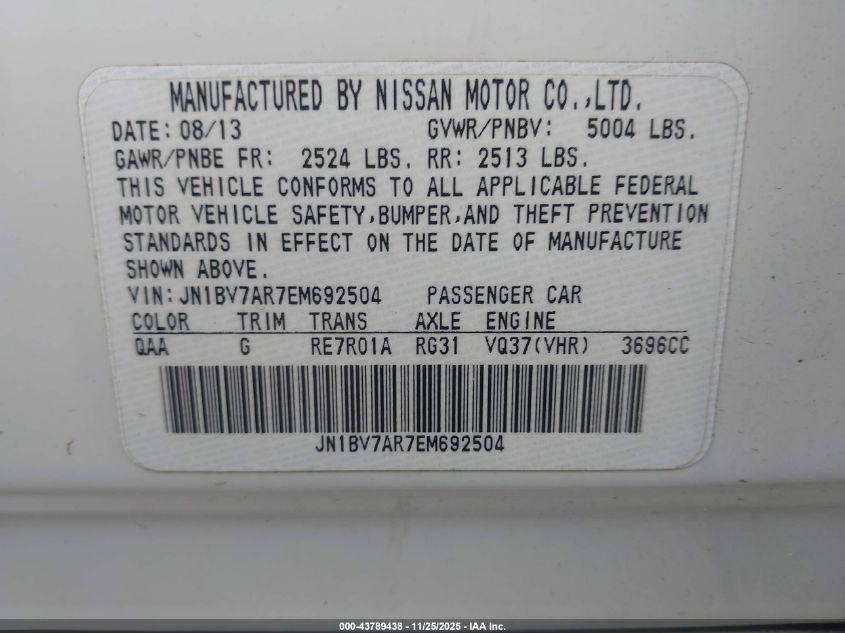 MANUFACTURED BY NISSAN MOTOR CO.,LTD.
DATE: 08/13 GVWR/PNBV: 5004 LBS.
GAWR/PNBE FR: 2524 LBS. RR: 2513 LBS.
THIS VEHICLE CONFORMS TO ALL APPLICABLE FEDERAL
MOTOR VEHICLE SAFETY,BUMPER,AND THEFT PREVENTION
STANDARDS IN EFFECT ON THE DATE OF MANUFACTURE
SHOWN ABOVE.
VIN: JN1BV7AR7EM692504 PASSENGER CAR
COLOR TRIM TRANS AXLE ENGINE
QAA G RE7R01A RG31 VQ37(VHR) 3696CC
JN1BV7AR7EM692504
000-43789438 - 11/25/2025 - IAA Inc.